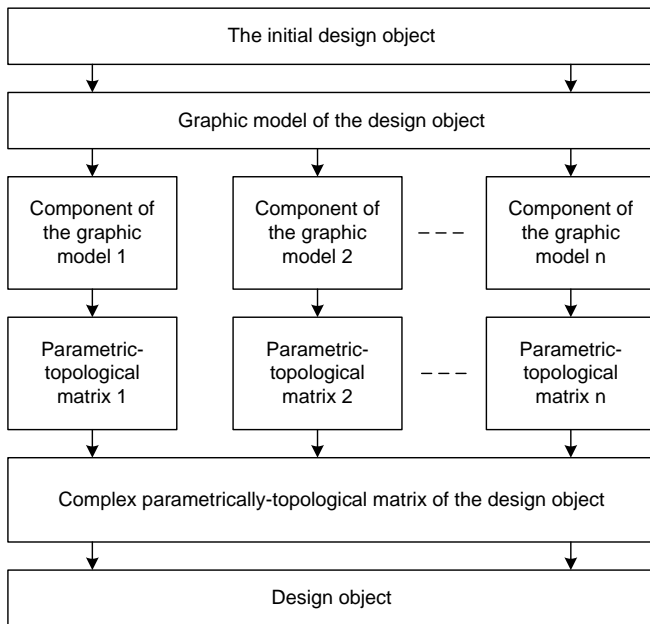 The initial design object
Graphic model of the design object
Component of
the graphic
model 1
Component of
the graphic
model 2
Component of
the graphic
model n
Parametric-
topological
matrix 1
Parametric-
topological
matrix 2
Parametric-
topological
matrix n
Complex parametrically-topological matrix of the design object
Design object